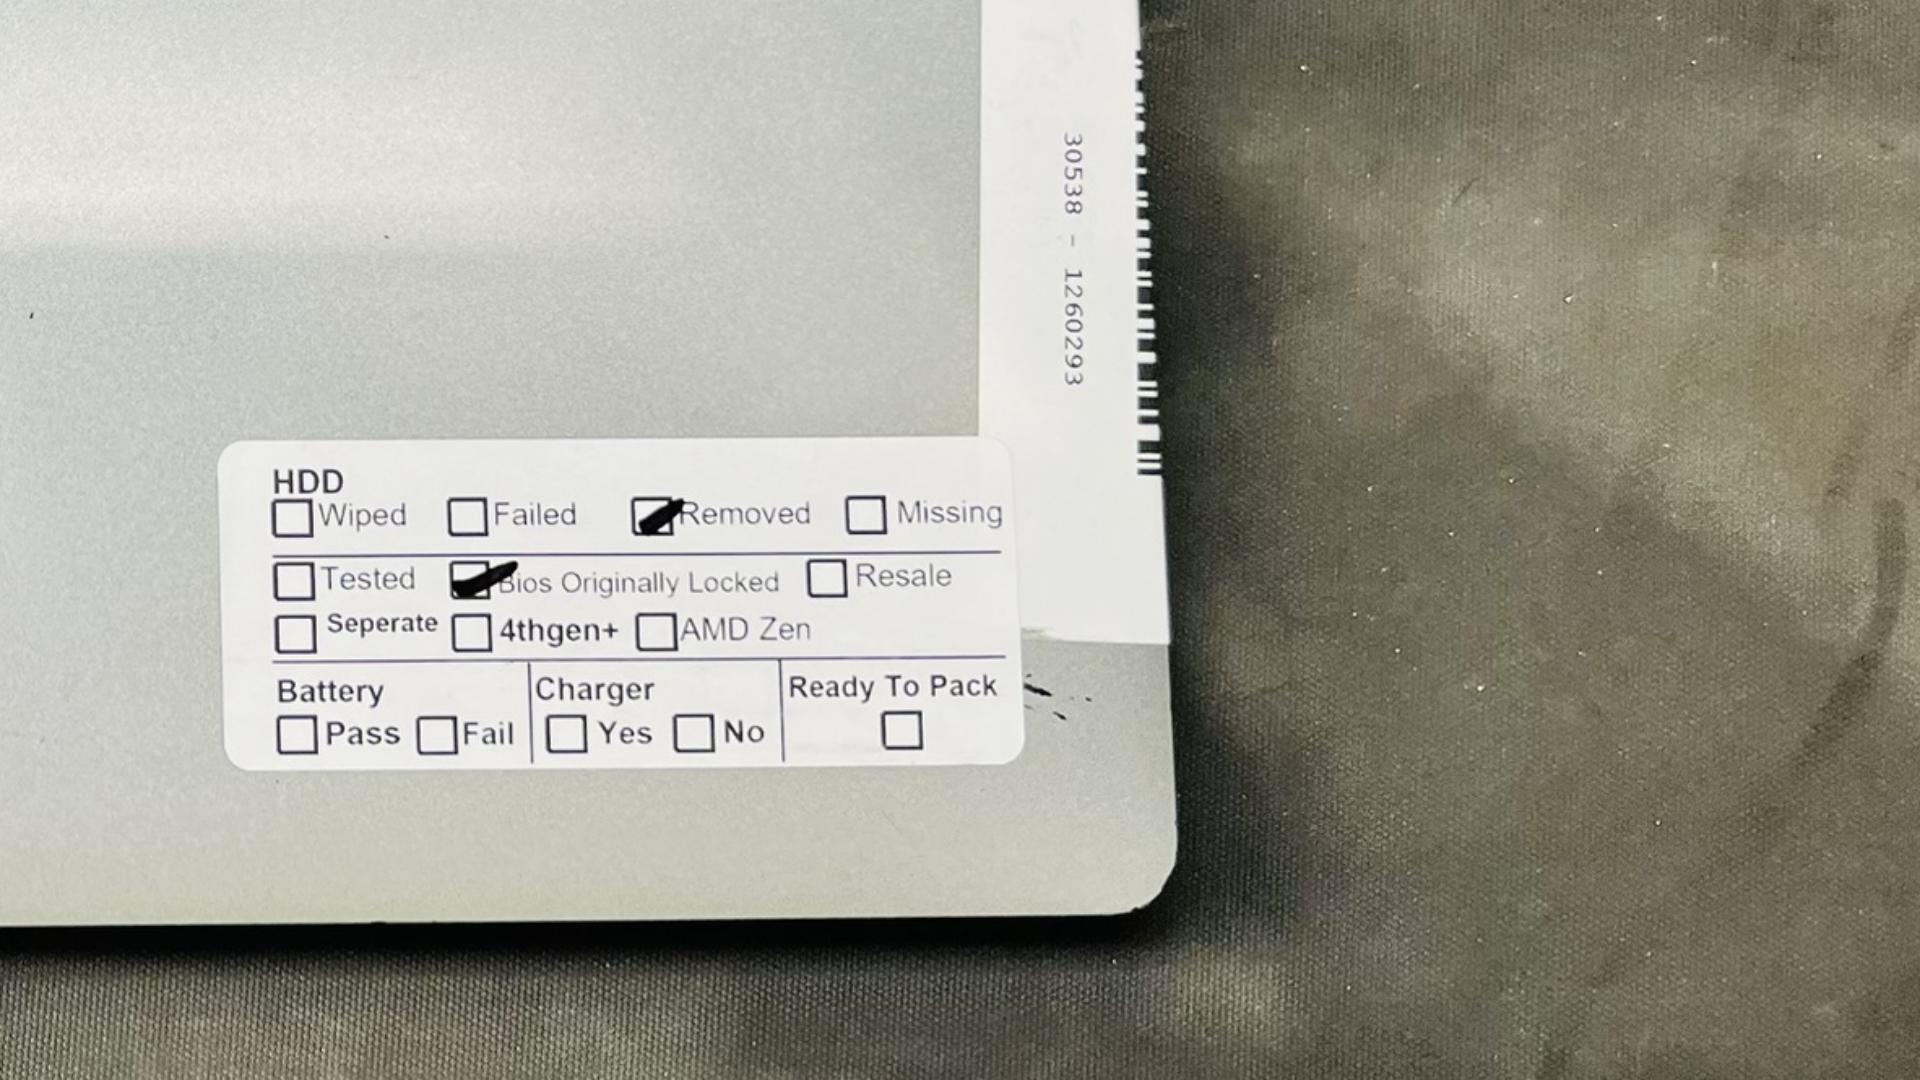 30538 - 1260293
HDD
Wiped Failed Removed Missing
Tested Bios Originally Locked Resale
Seperate 4thgen+ AMD Zen
Battery Charger Ready To Pack
Pass Fail Yes No